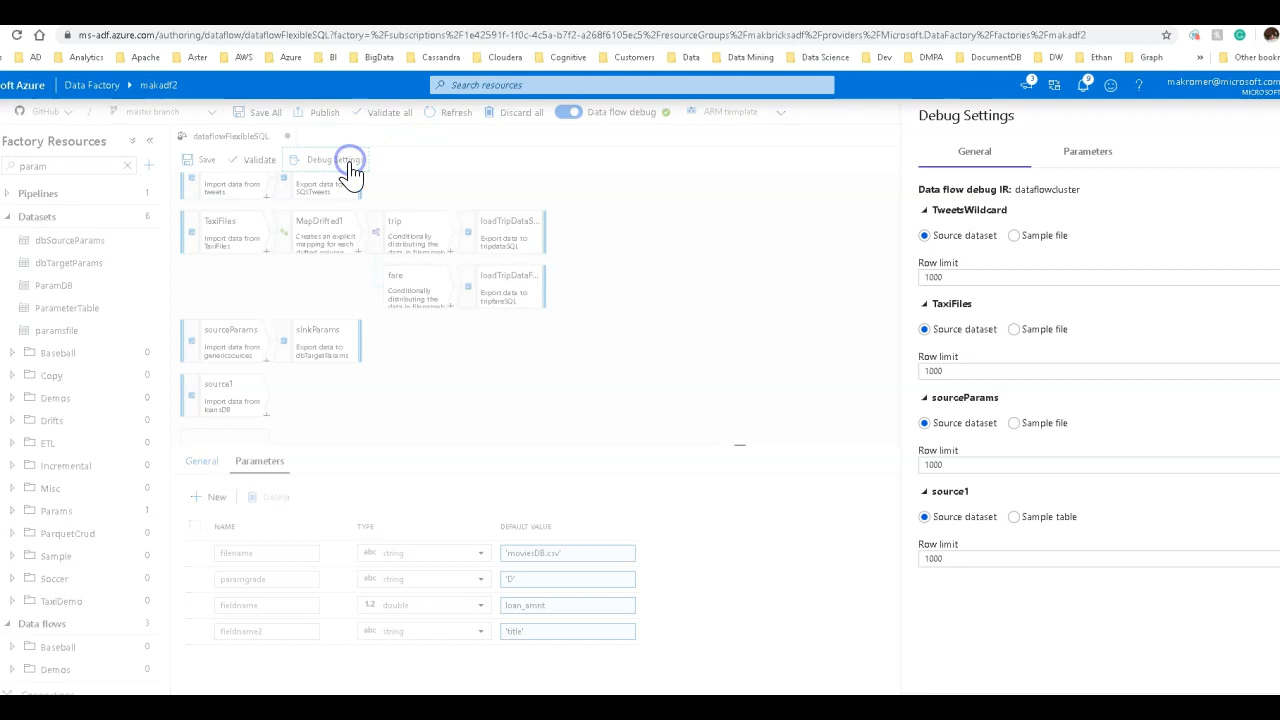 ms-adf.azure.com/authoring/dataflow/dataflowFlexibleSQL?factory=%2Fsubscriptions%2F1e42591f-1f0c-4c5a-b7f2-a268f6105ec5%2FresourceGroups%2Fmakbricksadf%2Fproviders%2FMicrosoft.DataFactory%2Ffactories%2Fmakadf2
AD Analytics Apache Aster AWS Azure BI BigData Cassandra Cloudera Cognitive Customers Data Data Mining Data Science Dev DMPA DocumentDB DW Ethan Graph » Other book
oft Azure Data Factory > makadf2 Search resources 3 9 ? makromer@microsoft.com
MICROSOFT
GitHub master branch Save All Publish Validate all Refresh Discard all Data flow debug ARM template
Factory Resources
param
Pipelines 1
Datasets 6
dbSourceParams
dbTargetParams
ParamDB
ParameterTable
paramsfile
Baseball 0
Copy 0
Demos 0
Drifts 0
ETL 0
Incremental 0
Misc 0
Params 1
ParquetCrud 0
Sample 0
Soccer 0
TaxiDemo 0
Data flows 3
Baseball 0
Demos 0
Connections
dataflowFlexibleSQL
Save Validate Debug Settings
Import data from tweets
Export data to SQLTweets
TaxiFiles
Import data from TaxiFiles
MapDrifted1
Creates an explicit mapping for each drifted column
trip
Conditionally distributing the
loadTripDataS...
Export data to tripdataSQL
fare
Conditionally distributing the
loadTripDataF...
Export data to tripfareSQL
sourceParams
Import data from genericsources
sinkParams
Export data to dbTargetParams
source1
Import data from loansDB
General Parameters
+ New Delete
NAME TYPE DEFAULT VALUE
filename abc string 'moviesDB.csv'
paramgrade abc string 'D'
fieldname 1.2 double loan_amnt
fieldname2 abc string 'title'
Debug Settings
General Parameters
Data flow debug IR: dataflowcluster
TweetsWildcard
Source dataset Sample file
Row limit
1000
TaxiFiles
Source dataset Sample file
Row limit
1000
sourceParams
Source dataset Sample file
Row limit
1000
source1
Source dataset Sample table
Row limit
1000